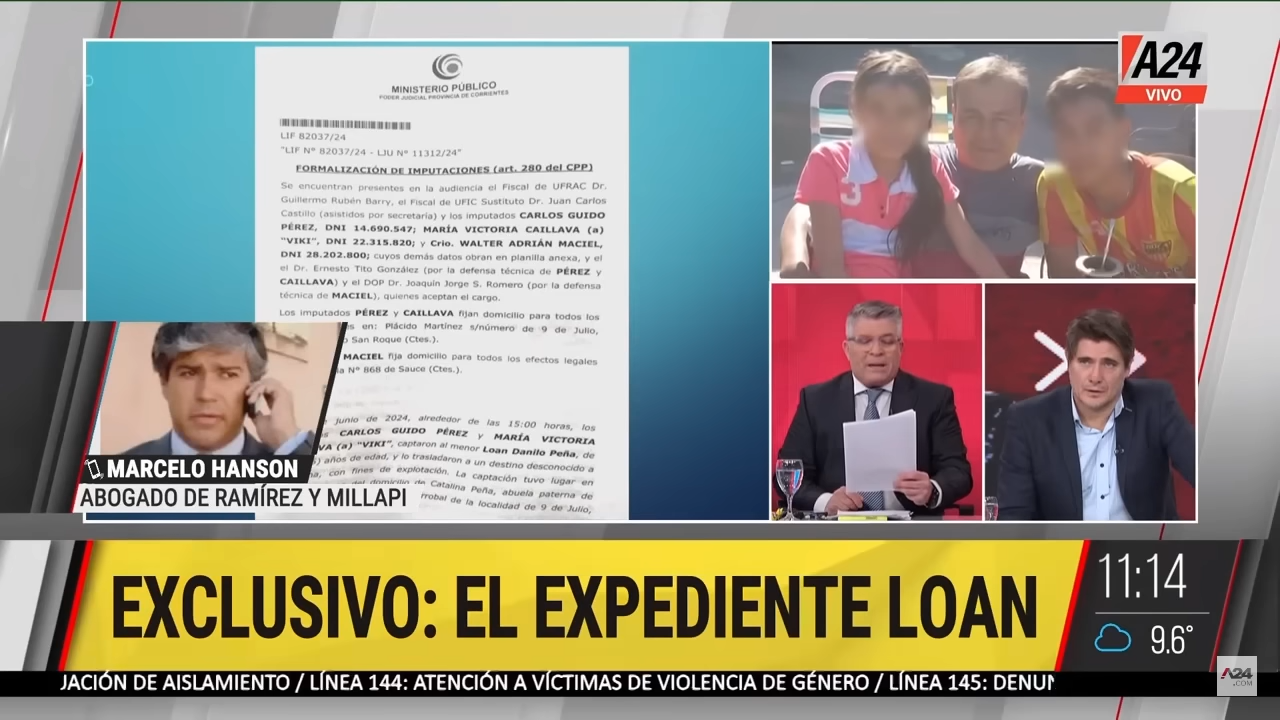 MINISTERIO PÚBLICO
PODER JUDICIAL PROVINCIA DE CORRIENTES
LIF 82037/24
"LIF N° 82037/24 - LJU N° 11312/24"
FORMALIZACIÓN DE IMPUTACIONES (art. 280 del CPP)
Se encuentran presentes en la audiencia el Fiscal de UFRAC Dr.
Guillermo Rubén Barry, el Fiscal de UFIC Sustituto Dr. Juan Carlos
Castillo (asistidos por secretaria) y los imputados CARLOS GUIDO
PÉREZ, DNI 14.690.547; MARÍA VICTORIA CAILLAVA (a)
"VIKI", DNI 22.315.820; y Crio. WALTER ADRIÁN MACIEL,
DNI 28.202.800; cuyos demás datos obran en planilla anexa, y el
el Dr. Ernesto Tito González (por la defensa técnica de PÉREZ y
CAILLAVA) y el DOP Dr. Joaquín Jorge S. Romero (por la defensa
técnica de MACIEL), quienes aceptan el cargo.
Los imputados PÉREZ y CAILLAVA fijan domicilio para todos los
as en: Plácido Martínez s/número de 9 de Julio,
o San Roque (Ctes.).
MACIEL fija domicilio para todos los efectos legales
N° 868 de Sauce (Ctes.).
junio de 2024, alrededor de las 15:00 horas, los
CARLOS GUIDO PÉREZ y MARÍA VICTORIA
VA (a) "VIKI", captaron al menor Loan Danilo Peña, de
) años de edad, y lo trasladaron a un destino desconocido a
na, con fines de explotación. La captación tuvo lugar en
del domicilio de Catalina Peña, abuela paterna de
rrobal de la localidad de 9 de Julio,
A24
VIVO
3
MARCELO HANSON
ABOGADO DE RAMÍREZ Y MILLAPI
EXCLUSIVO: EL EXPEDIENTE LOAN
11:14
9.6°
UACIÓN DE AISLAMIENTO / LÍNEA 144: ATENCIÓN A VÍCTIMAS DE VIOLENCIA DE GÉNERO / LÍNEA 145: DENUN
A24
.COM